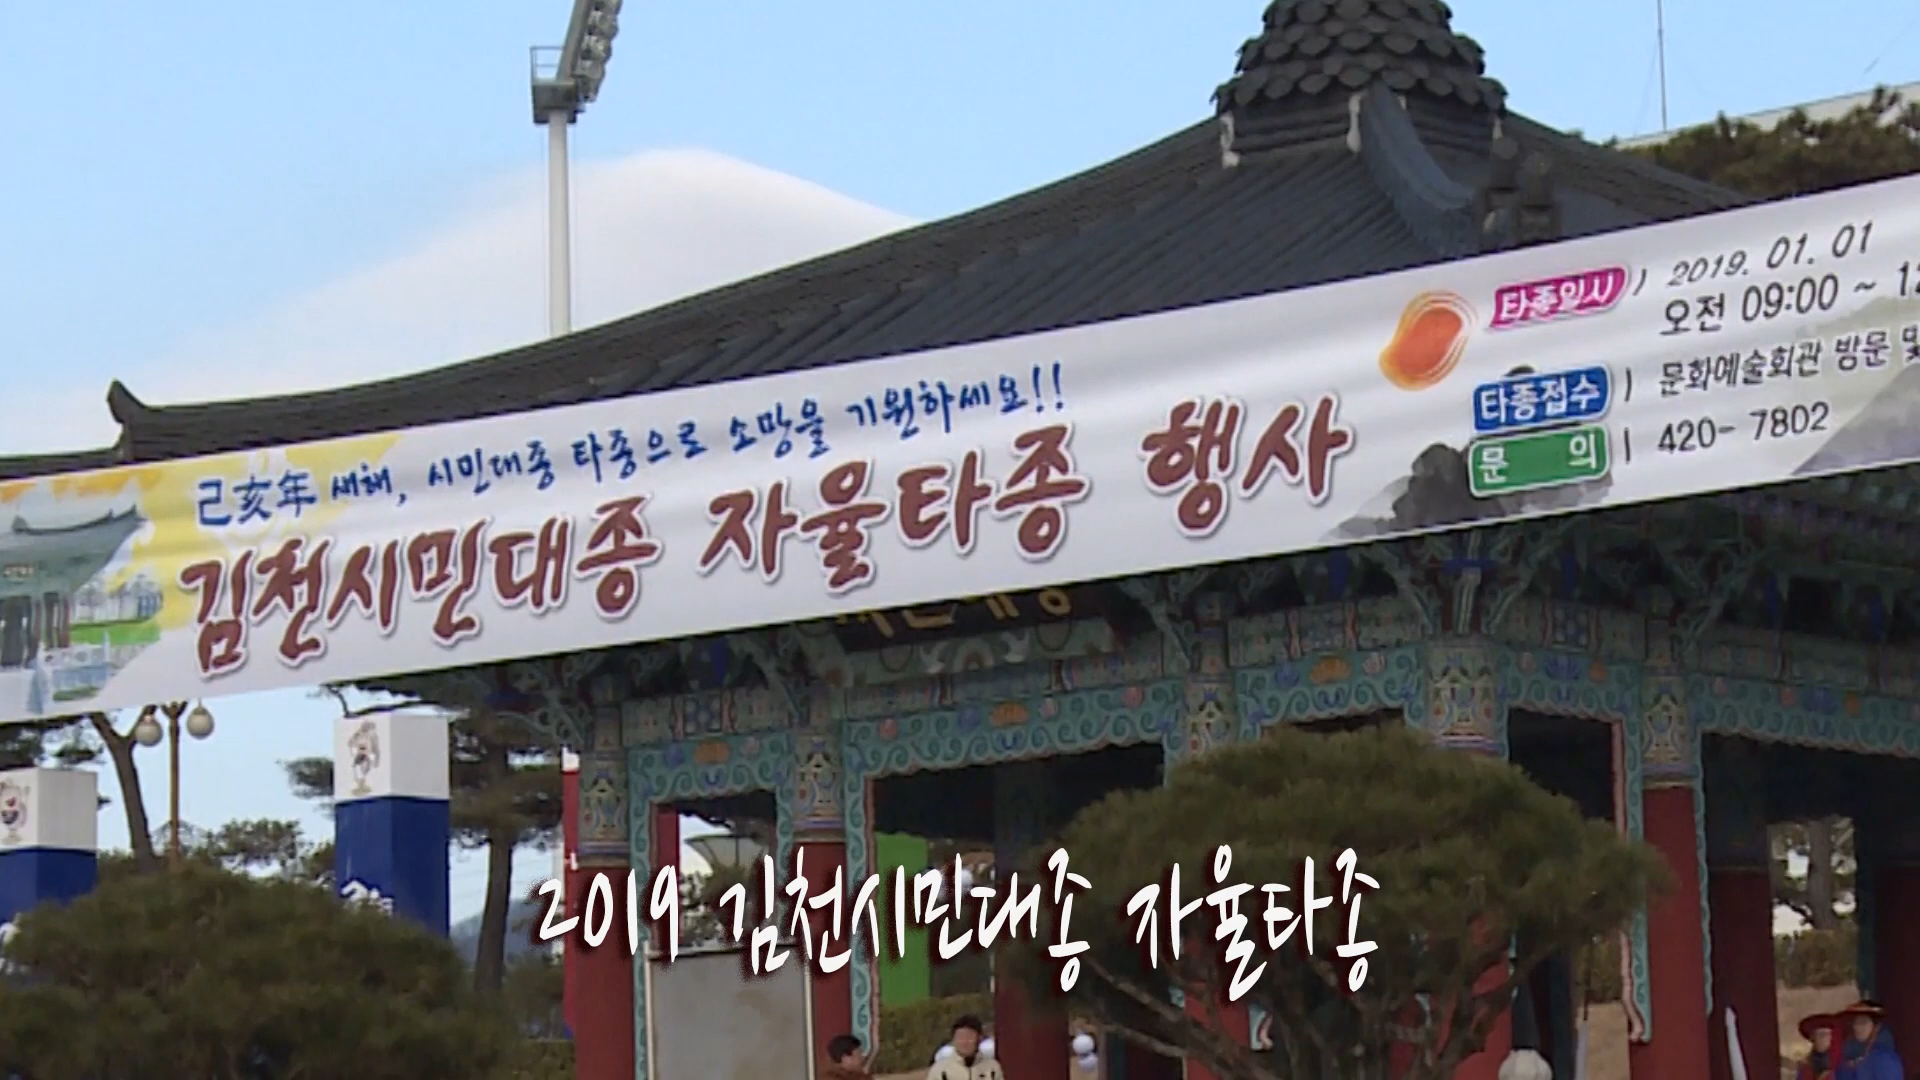 己亥年 새해, 시민대종 타종으로 소망을 기원하세요!!
김천시민대종 자율타종 행사
타종일시 2019. 01. 01
오전 09:00 ~ 12
타종접수 문화예술회관 방문 및
문의 420-7802
2019 김천시민대종 자율타종